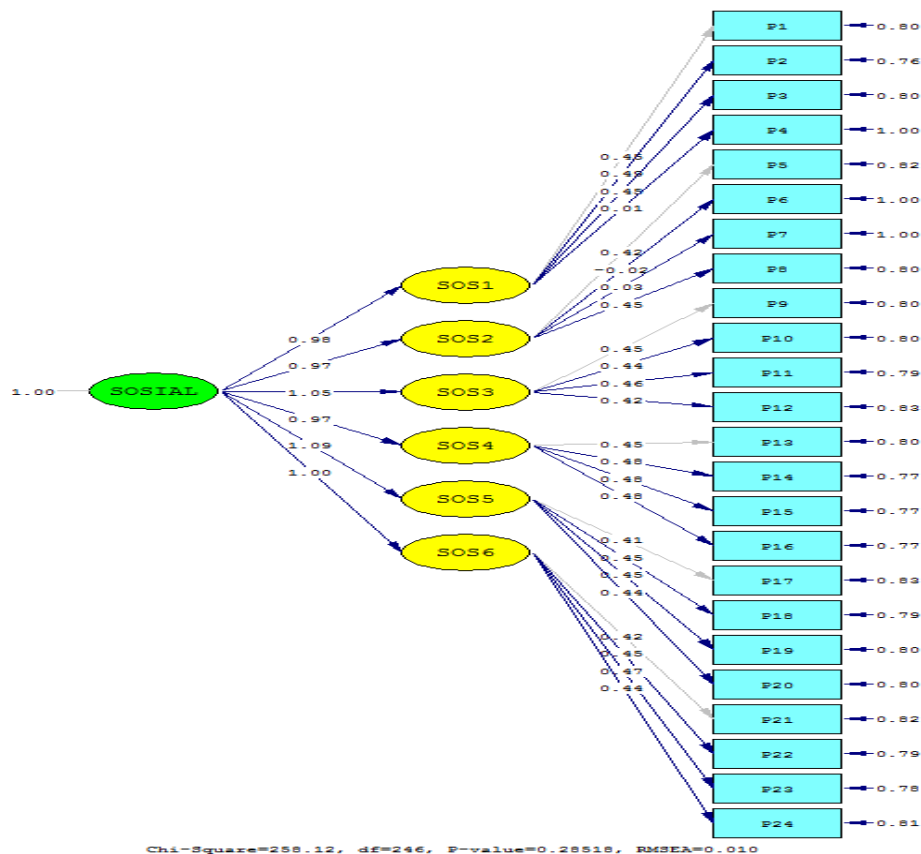 P1 0.80
P2 0.76
P3 0.80
P4 1.00
P5 0.82
P6 1.00
P7 1.00
P8 0.80
P9 0.80
P10 0.80
P11 0.79
P12 0.83
P13 0.80
P14 0.77
P15 0.77
P16 0.77
P17 0.83
P18 0.79
P19 0.80
P20 0.80
P21 0.82
P22 0.79
P23 0.78
P24 0.81
0.45
0.49
0.45
0.01
0.42
-0.02
0.03
0.45
0.45
0.44
0.46
0.42
0.45
0.48
0.48
0.48
0.41
0.45
0.45
0.44
0.42
0.45
0.47
0.44
SOS1
SOS2
SOS3
SOS4
SOS5
SOS6
0.98
0.97
1.05
0.97
1.09
1.00
1.00 SOSIAL
Chi-Square=258.12, df=246, P-value=0.28518, RMSEA=0.010